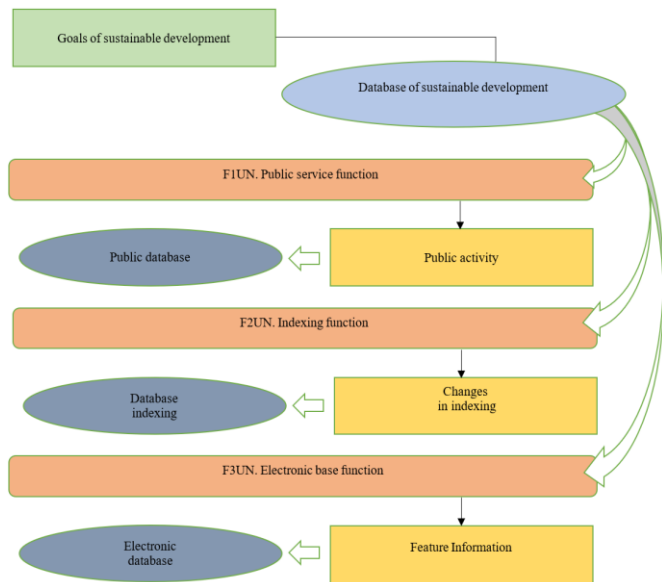 Goals of sustainable development
Database of sustainable development
F1UN. Public service function
Public database
Public activity
F2UN. Indexing function
Database
indexing
Changes
in indexing
F3UN. Electronic base function
Electronic
database
Feature Information